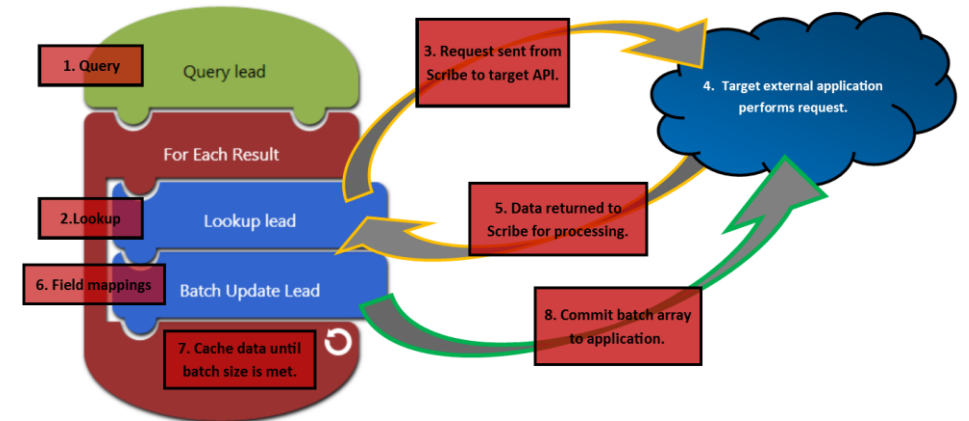 1. Query
Query lead
3. Request sent from
Scribe to target API.
4. Target external application
performs request.
For Each Result
2.Lookup
Lookup lead
5. Data returned to
Scribe for processing.
6. Field mappings
Batch Update Lead
7. Cache data until
batch size is met.
8. Commit batch array
to application.